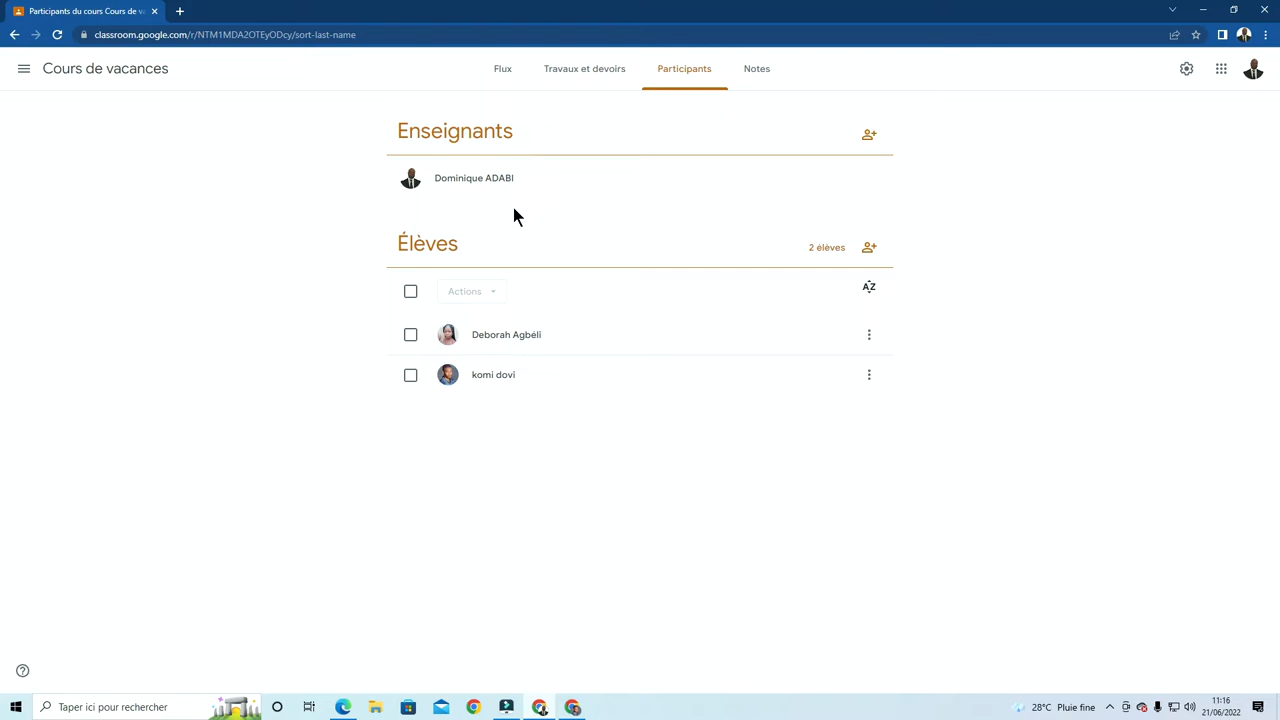 Participants du cours Cours de va
classroom.google.com/r/NTM1MDA2OTEyODcy/sort-last-name
Cours de vacances
Flux
Travaux et devoirs
Participants
Notes
Enseignants
Dominique ADABI
Élèves
2 élèves
Actions
AZ
Deborah Agbéli
komi dovi
Taper ici pour rechercher
28°C Pluie fine
11:16
21/06/2022